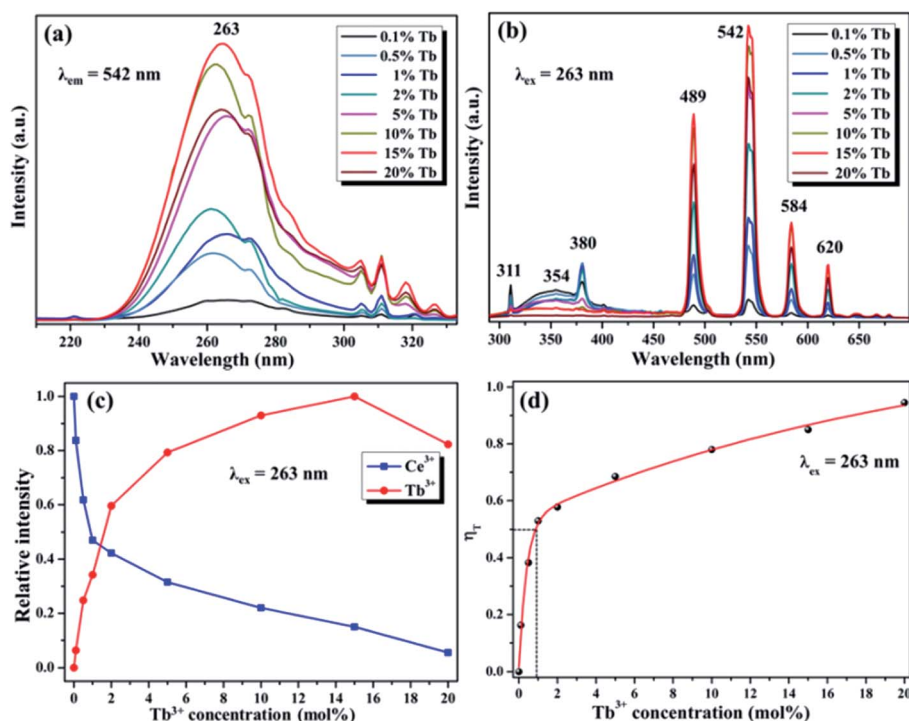 (a)
263
λem = 542 nm
0.1% Tb
0.5% Tb
1% Tb
2% Tb
5% Tb
10% Tb
15% Tb
20% Tb
Intensity (a.u.)
220 240 260 280 300 320
Wavelength (nm)
(b)
542
λex = 263 nm
489
584
620
380
354
311
0.1% Tb
0.5% Tb
1% Tb
2% Tb
5% Tb
10% Tb
15% Tb
20% Tb
Intensity (a.u.)
300 350 400 450 500 550 600 650
Wavelength (nm)
(c)
λex = 263 nm
Ce³⁺
Tb³⁺
Relative intensity
1.0
0.8
0.6
0.4
0.2
0.0
0 2 4 6 8 10 12 14 16 18 20
Tb³⁺ concentration (mol%)
(d)
λex = 263 nm
ηT
1.0
0.8
0.6
0.4
0.2
0.0
0 2 4 6 8 10 12 14 16 18 20
Tb³⁺ concentration (mol%)